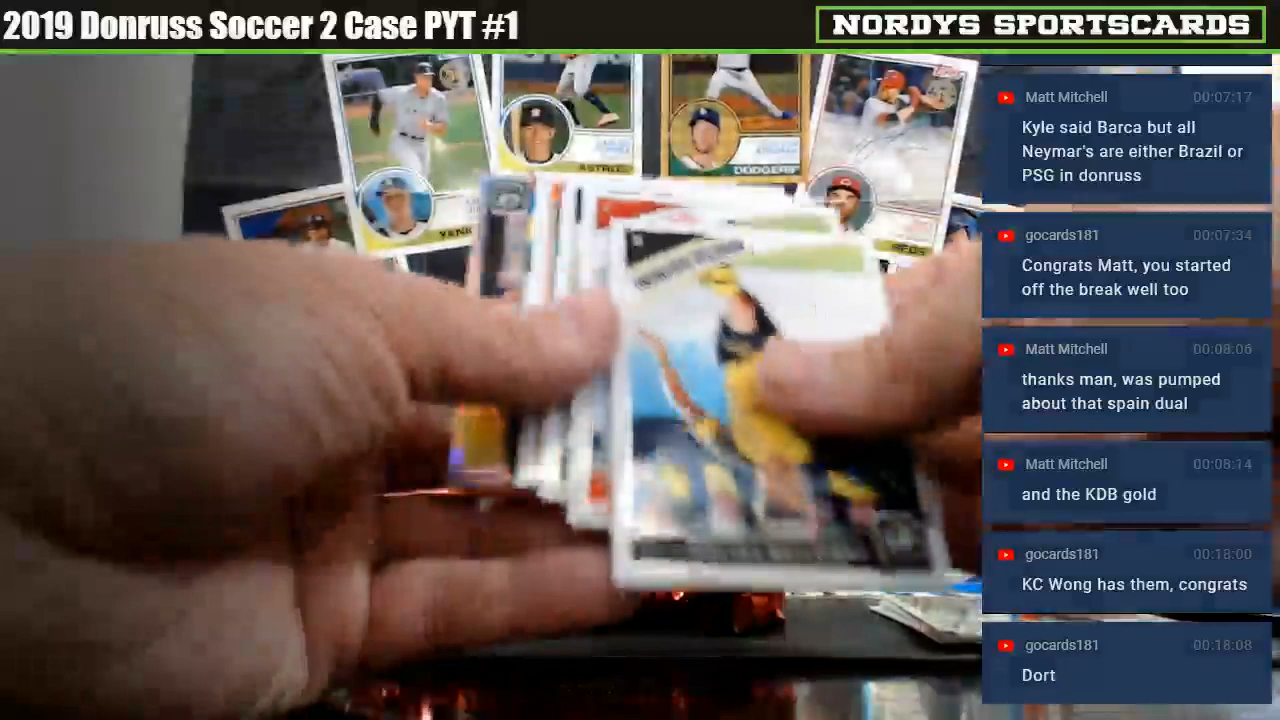 2019 Donruss Soccer 2 Case PYT #1
NORDYS SPORTSCARDS
Matt Mitchell 00:07:17
Kyle said Barca but all
Neymar's are either Brazil or
PSG in donruss
gocards181 00:07:34
Congrats Matt, you started
off the break well too
Matt Mitchell 00:08:06
thanks man, was pumped
about that spain dual
Matt Mitchell 00:08:14
and the KDB gold
gocards181 00:18:00
KC Wong has them, congrats
gocards181 00:18:08
Dort
ASTROS
DODGERS
REDS